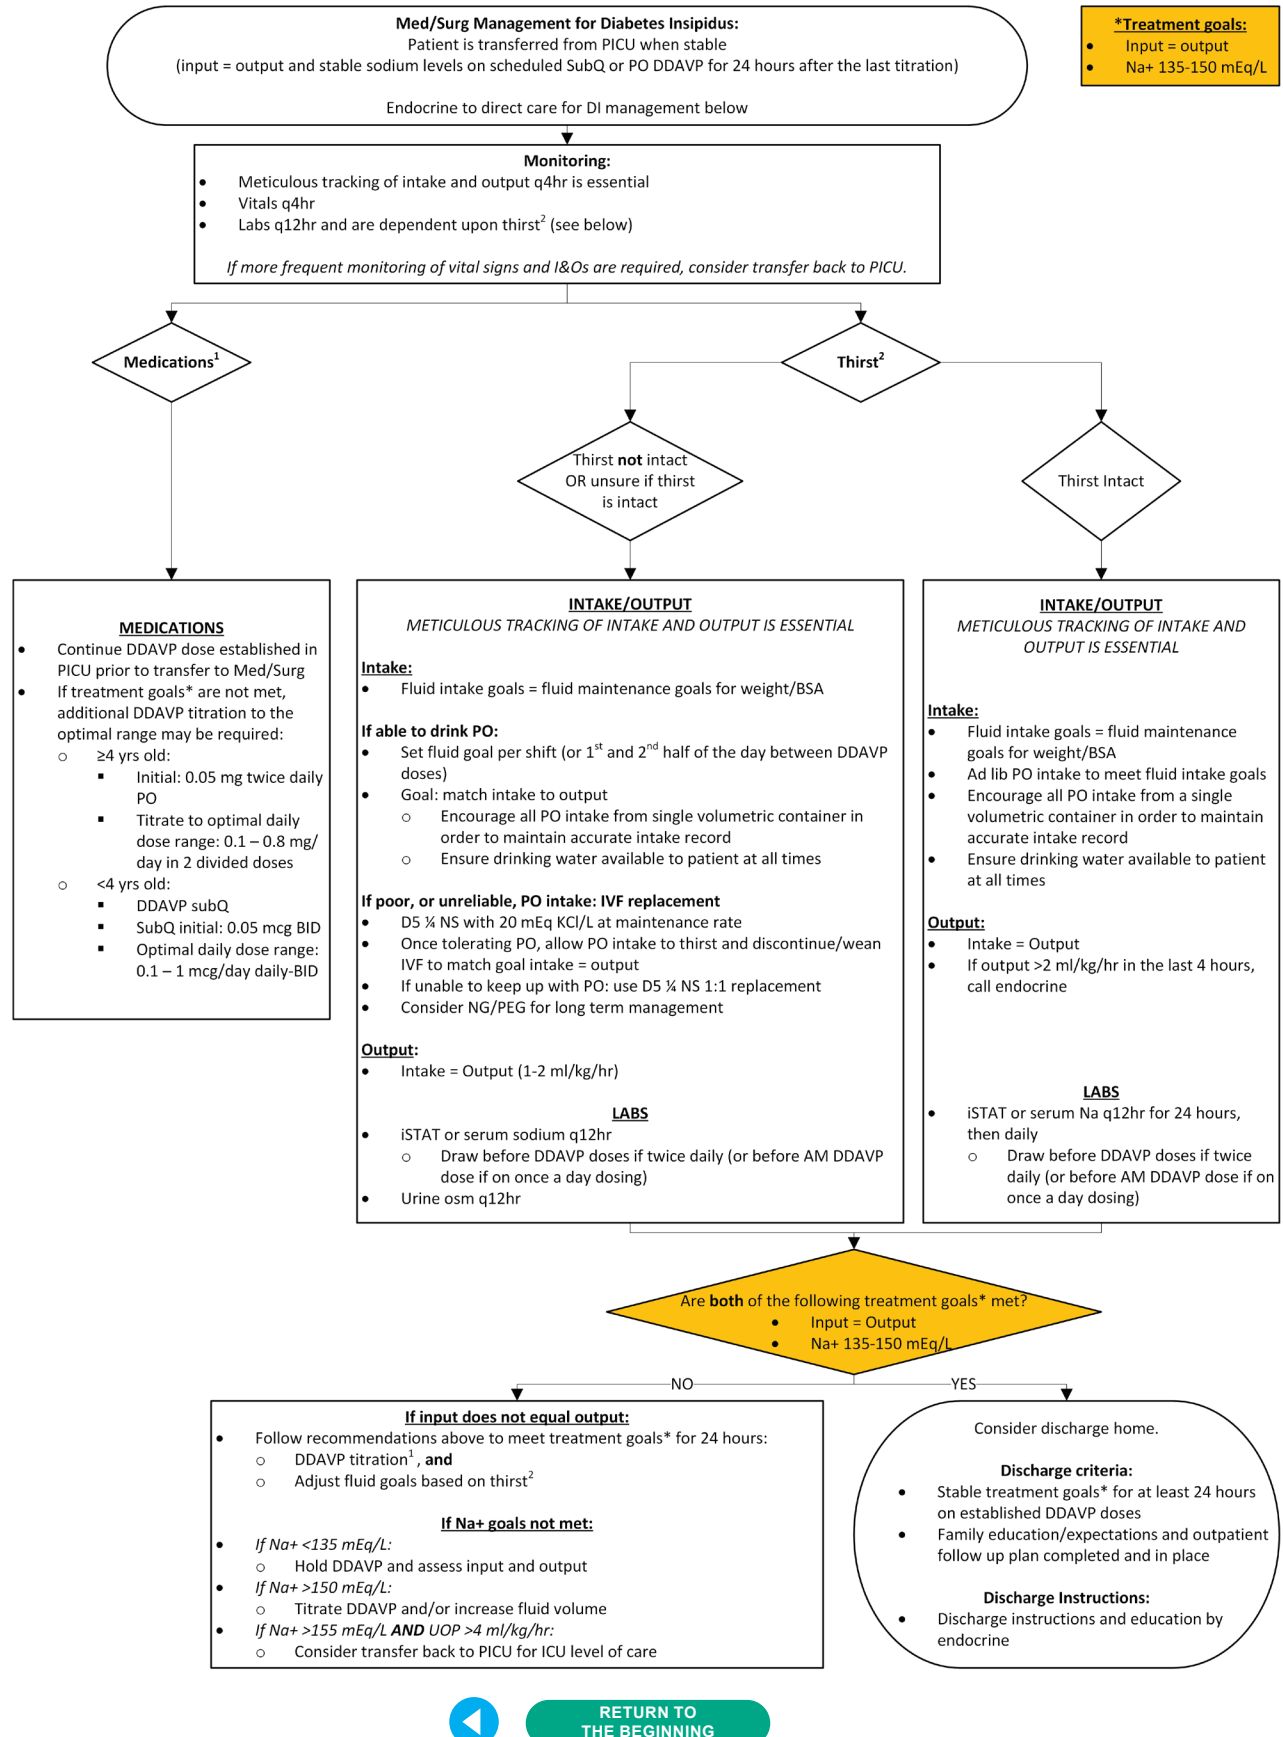 Med/Surg Management for Diabetes Insipidus:
Patient is transferred from PICU when stable
(input = output and stable sodium levels on scheduled SubQ or PO DDAVP for 24 hours after the last titration)
Endocrine to direct care for DI management below
*Treatment goals:
● Input = output
● Na+ 135-150 mEq/L
Monitoring:
● Meticulous tracking of intake and output q4hr is essential
● Vitals q4hr
● Labs q12hr and are dependent upon thirst² (see below)
If more frequent monitoring of vital signs and I&Os are required, consider transfer back to PICU.
Medications¹
Thirst²
Thirst not intact
OR unsure if thirst
is intact
Thirst Intact
MEDICATIONS
● Continue DDAVP dose established in
PICU prior to transfer to Med/Surg
● If treatment goals* are not met,
additional DDAVP titration to the
optimal range may be required:
○ ≥4 yrs old:
▪ Initial: 0.05 mg twice daily
PO
▪ Titrate to optimal daily
dose range: 0.1 – 0.8 mg/
day in 2 divided doses
○ <4 yrs old:
▪ DDAVP subQ
▪ SubQ initial: 0.05 mcg BID
▪ Optimal daily dose range:
0.1 – 1 mcg/day daily-BID
INTAKE/OUTPUT
METICULOUS TRACKING OF INTAKE AND OUTPUT IS ESSENTIAL
Intake:
● Fluid intake goals = fluid maintenance goals for weight/BSA
If able to drink PO:
● Set fluid goal per shift (or 1st and 2nd half of the day between DDAVP
doses)
● Goal: match intake to output
○ Encourage all PO intake from single volumetric container in
order to maintain accurate intake record
○ Ensure drinking water available to patient at all times
If poor, or unreliable, PO intake: IVF replacement
● D5 ¼ NS with 20 mEq KCl/L at maintenance rate
● Once tolerating PO, allow PO intake to thirst and discontinue/wean
IVF to match goal intake = output
● If unable to keep up with PO: use D5 ¼ NS 1:1 replacement
● Consider NG/PEG for long term management
Output:
● Intake = Output (1-2 ml/kg/hr)
LABS
● iSTAT or serum sodium q12hr
○ Draw before DDAVP doses if twice daily (or before AM DDAVP
dose if on once a day dosing)
● Urine osm q12hr
INTAKE/OUTPUT
METICULOUS TRACKING OF INTAKE AND
OUTPUT IS ESSENTIAL
Intake:
● Fluid intake goals = fluid maintenance
goals for weight/BSA
● Ad lib PO intake to meet fluid intake goals
● Encourage all PO intake from a single
volumetric container in order to maintain
accurate intake record
● Ensure drinking water available to patient
at all times
Output:
● Intake = Output
● If output >2 ml/kg/hr in the last 4 hours,
call endocrine
LABS
● iSTAT or serum Na q12hr for 24 hours,
then daily
○ Draw before DDAVP doses if twice
daily (or before AM DDAVP dose if on
once a day dosing)
Are both of the following treatment goals* met?
● Input = Output
● Na+ 135-150 mEq/L
NO
YES
If input does not equal output:
● Follow recommendations above to meet treatment goals* for 24 hours:
○ DDAVP titration¹ , and
○ Adjust fluid goals based on thirst²
If Na+ goals not met:
● If Na+ <135 mEq/L:
○ Hold DDAVP and assess input and output
● If Na+ >150 mEq/L:
○ Titrate DDAVP and/or increase fluid volume
● If Na+ >155 mEq/L AND UOP >4 ml/kg/hr:
○ Consider transfer back to PICU for ICU level of care
Consider discharge home.
Discharge criteria:
● Stable treatment goals* for at least 24 hours
on established DDAVP doses
● Family education/expectations and outpatient
follow up plan completed and in place
Discharge Instructions:
● Discharge instructions and education by
endocrine
RETURN TO
THE BEGINNING